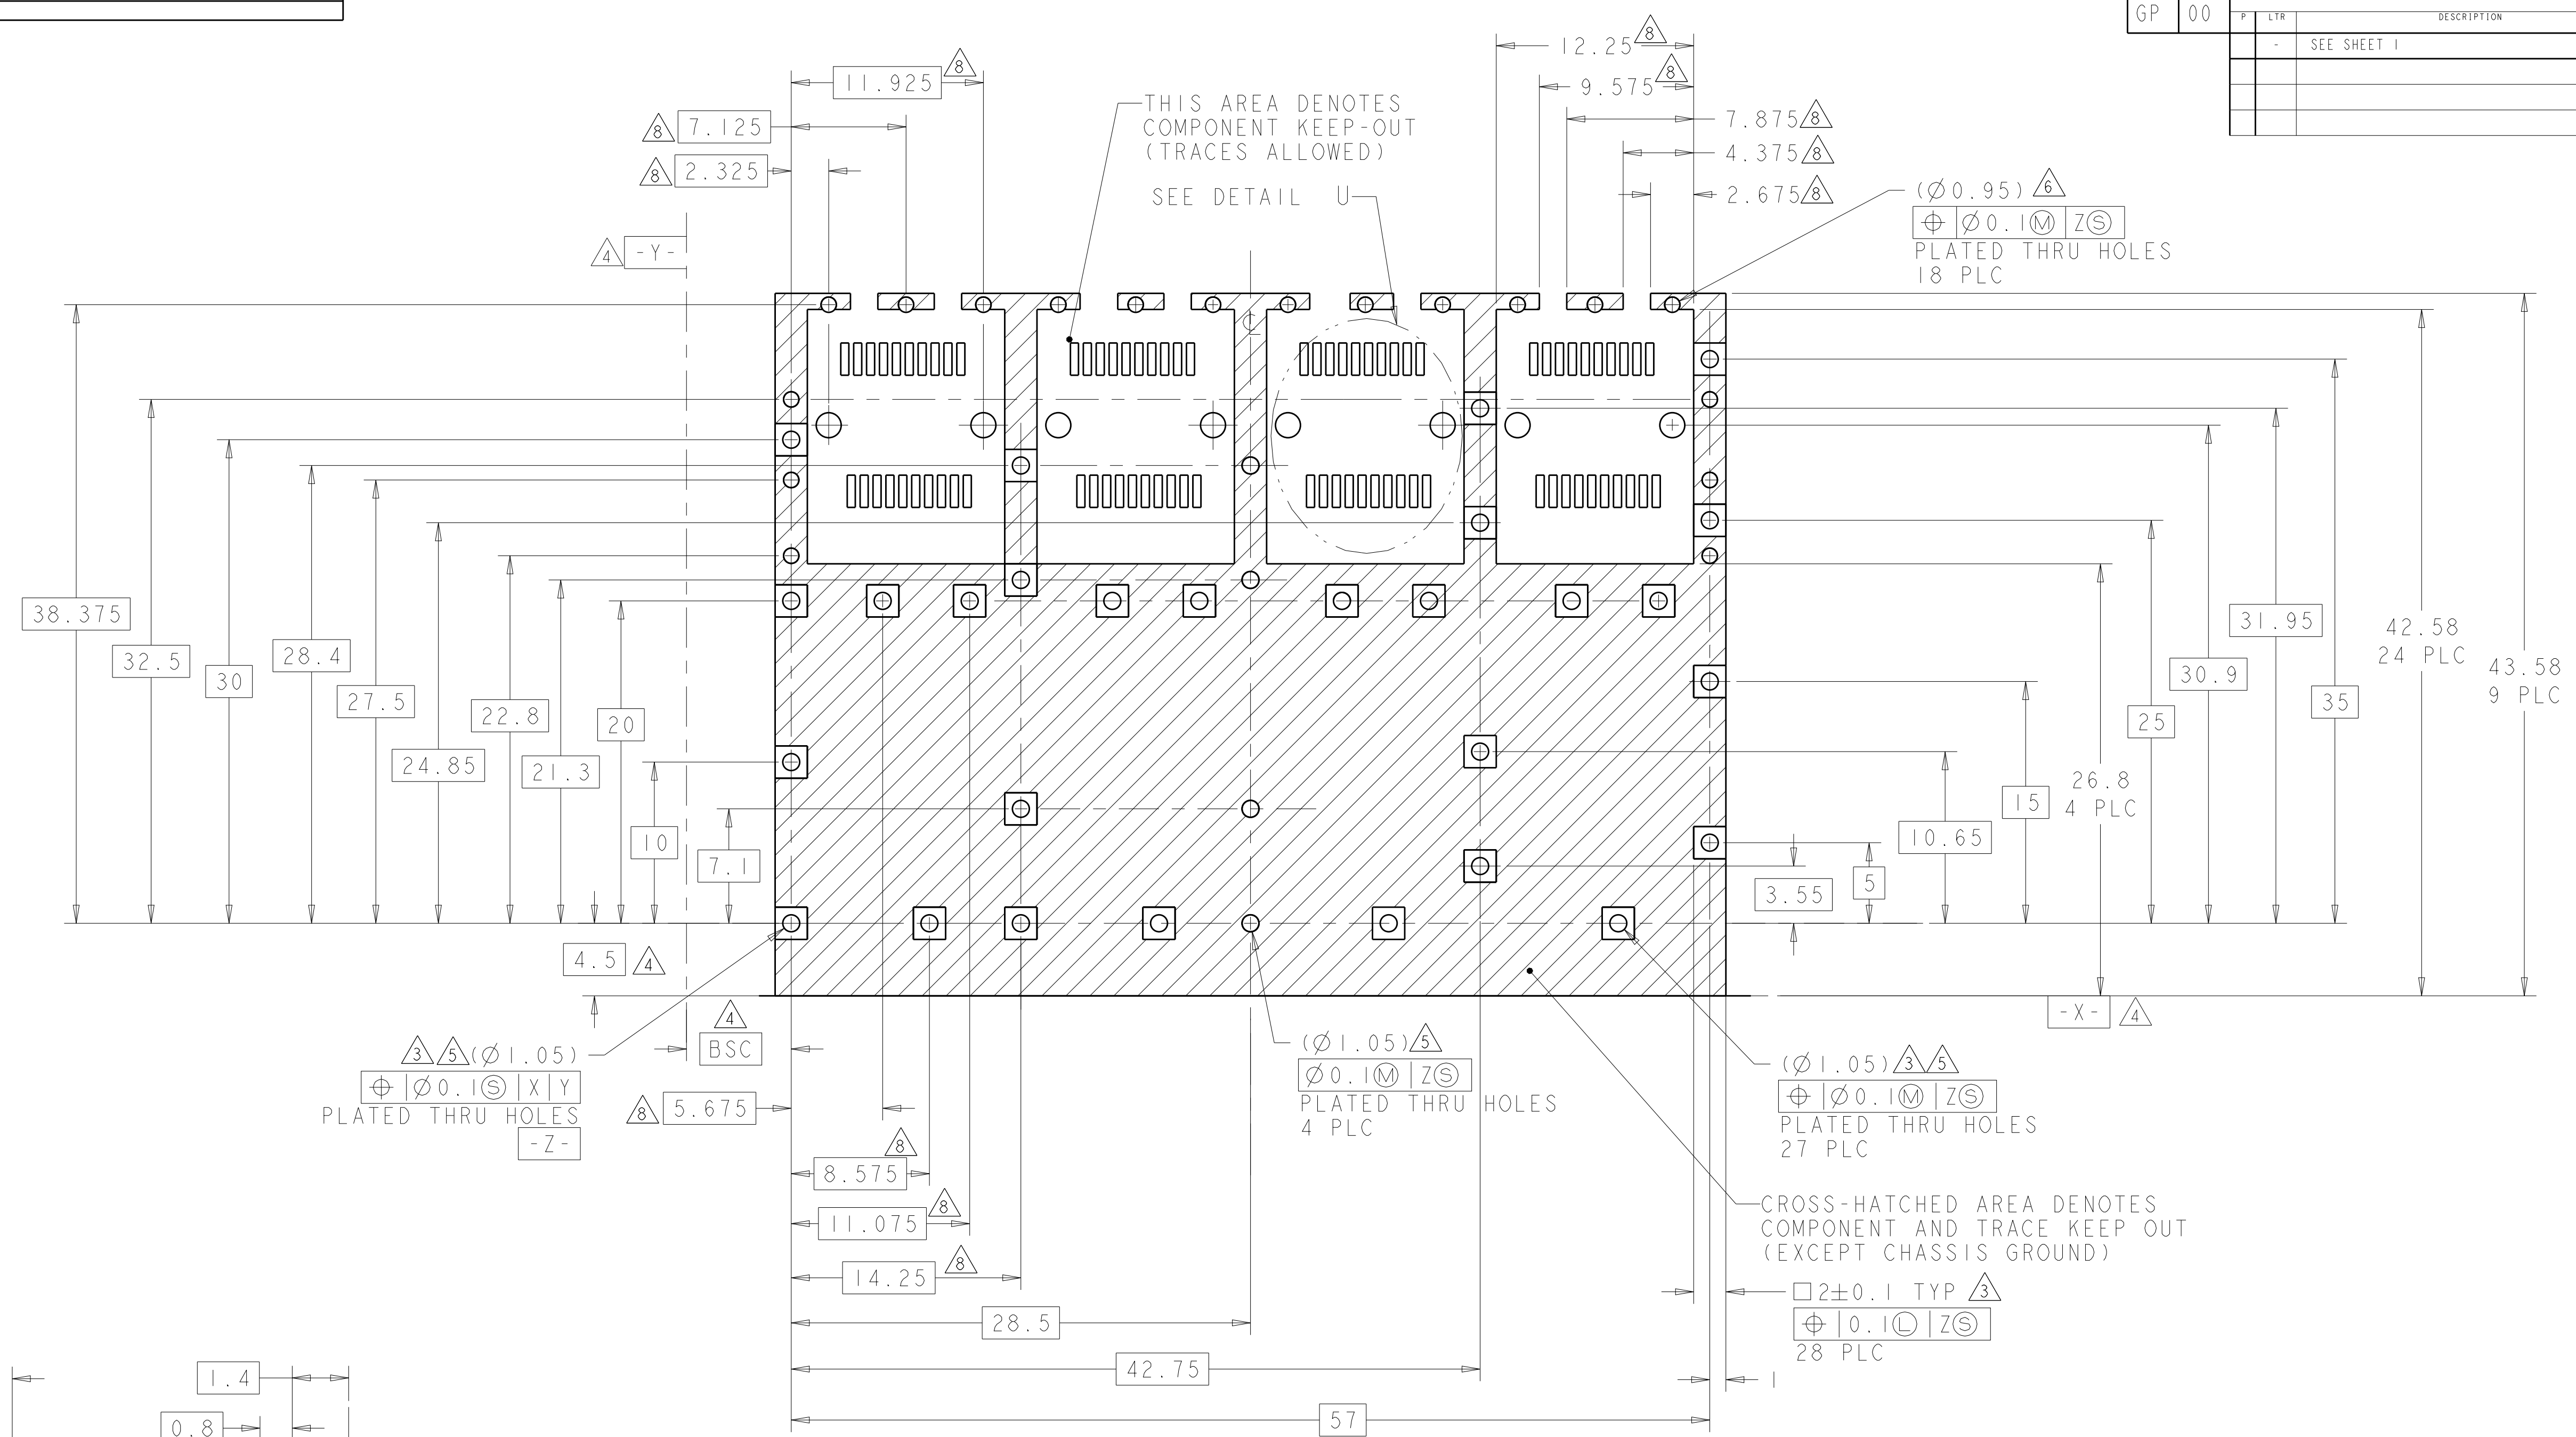 GP 00
P LTR DESCRIPTION
- SEE SHEET 1
12.25 8
9.575 8
7.875 8
4.375 8
2.675 8
11.925 8
8 7.125
8 2.325
THIS AREA DENOTES
COMPONENT KEEP-OUT
(TRACES ALLOWED)
SEE DETAIL U
4 -Y-
(Ø0.95) 6
⌖ Ø0.1Ⓜ ZⓈ
PLATED THRU HOLES
18 PLC
℄
38.375
32.5
30
28.4
27.5
24.85
22.8
21.3
20
10
7.1
4.5 4
31.95
42.58
24 PLC
43.58
9 PLC
30.9
35
25
26.8
4 PLC
15
10.65
5
3.55
-X- 4
4
BSC
3 5 (Ø1.05)
⌖ Ø0.1Ⓢ X Y
PLATED THRU HOLES
-Z-
8 5.675
8
8.575
11.075 8
14.25 8
28.5
42.75
57
1
(Ø1.05) 5
Ø0.1Ⓜ ZⓈ
PLATED THRU HOLES
4 PLC
(Ø1.05) 3 5
⌖ Ø0.1Ⓜ ZⓈ
PLATED THRU HOLES
27 PLC
CROSS-HATCHED AREA DENOTES
COMPONENT AND TRACE KEEP OUT
(EXCEPT CHASSIS GROUND)
□2±0.1 TYP 3
⌖ 0.1Ⓛ ZⓈ
28 PLC
1.4
0.8